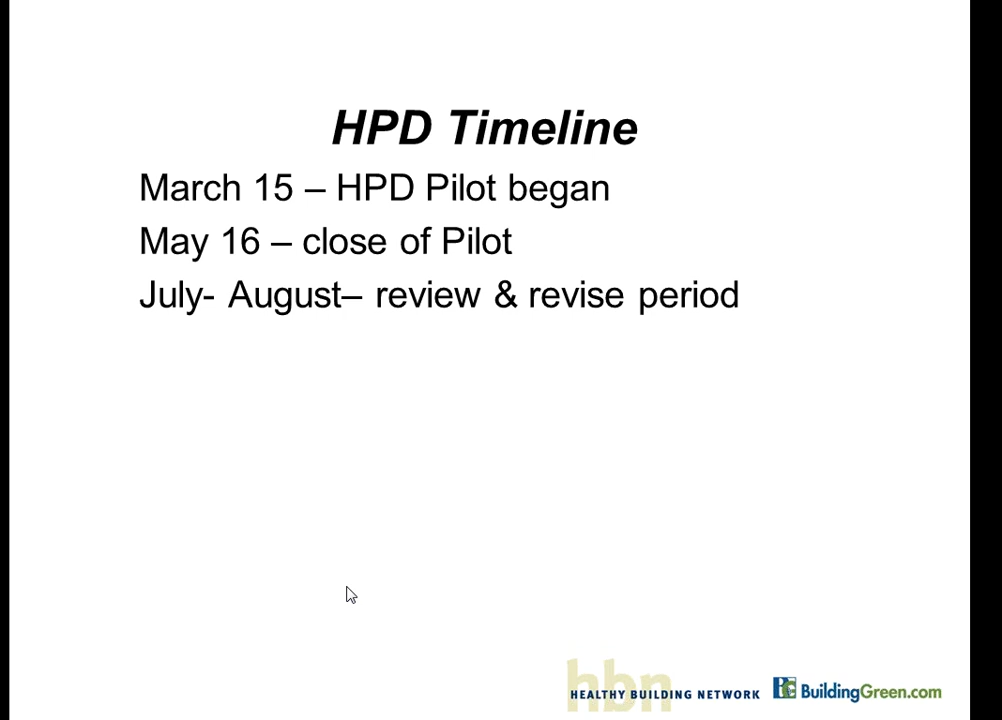 HPD Timeline
March 15 – HPD Pilot began
May 16 – close of Pilot
July- August– review & revise period
hbn
HEALTHY BUILDING NETWORK
BuildingGreen.com